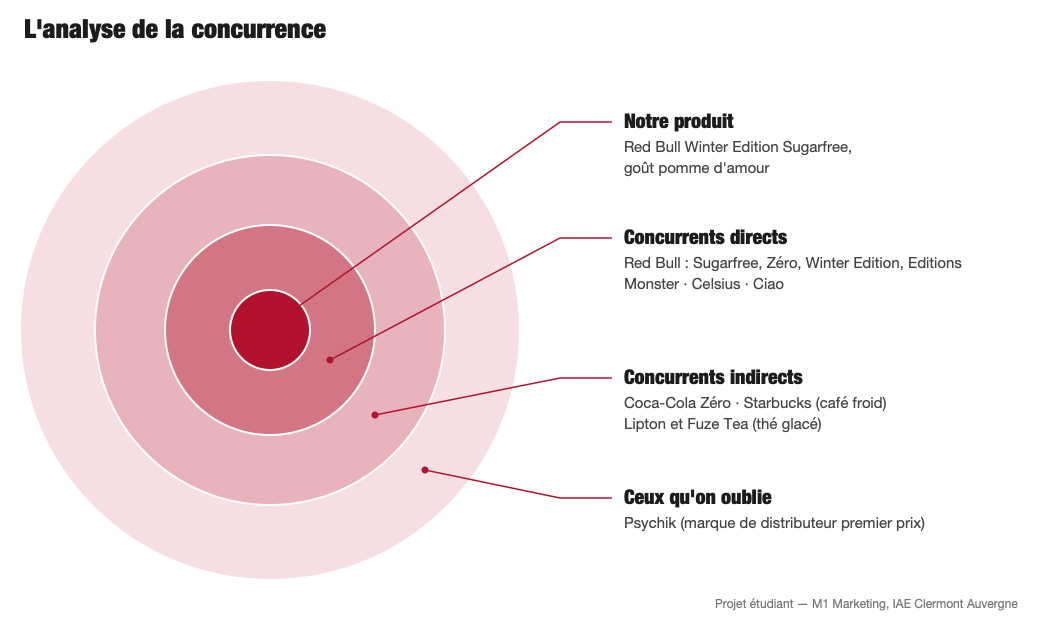 L'analyse de la concurrence
Notre produit
Red Bull Winter Edition Sugarfree,
goût pomme d'amour
Concurrents directs
Red Bull : Sugarfree, Zéro, Winter Edition, Editions
Monster · Celsius · Ciao
Concurrents indirects
Coca-Cola Zéro · Starbucks (café froid)
Lipton et Fuze Tea (thé glacé)
Ceux qu'on oublie
Psychik (marque de distributeur premier prix)
Projet étudiant — M1 Marketing, IAE Clermont Auvergne